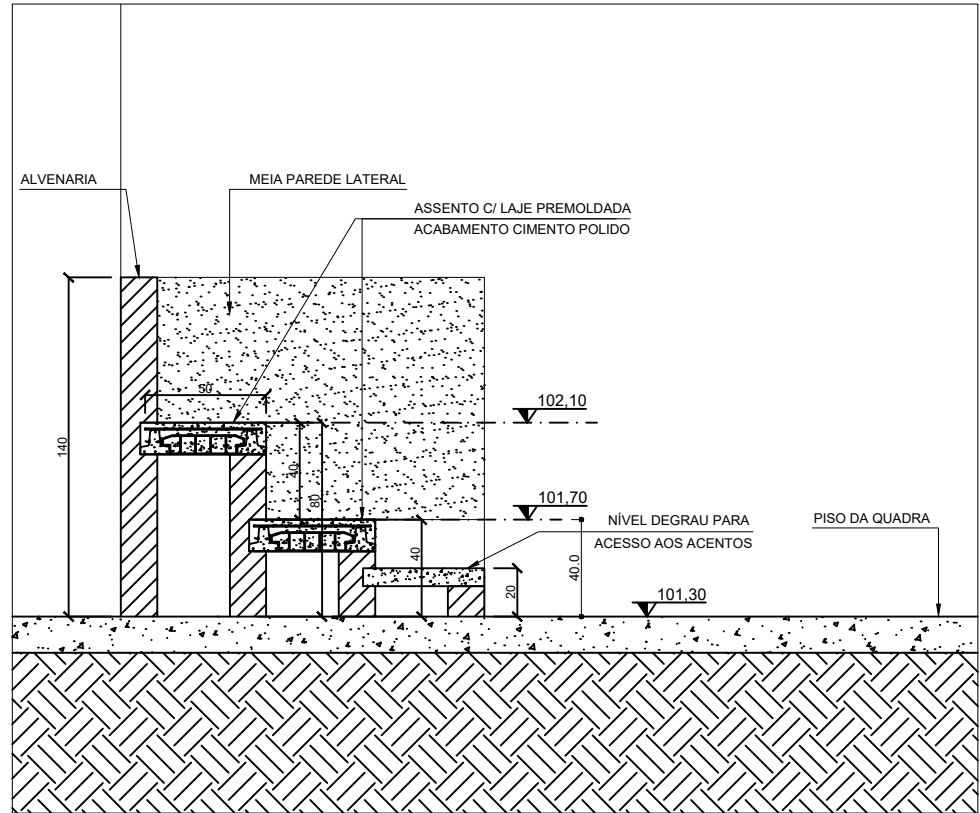 ALVENARIA
MEIA PAREDE LATERAL
ASSENTO C/ LAJE PREMOLDADA
ACABAMENTO CIMENTO POLIDO
50
102,10
140
40
80
101,70
NÍVEL DEGRAU PARA
ACESSO AOS ACENTOS
PISO DA QUADRA
40
40.0
20
101,30